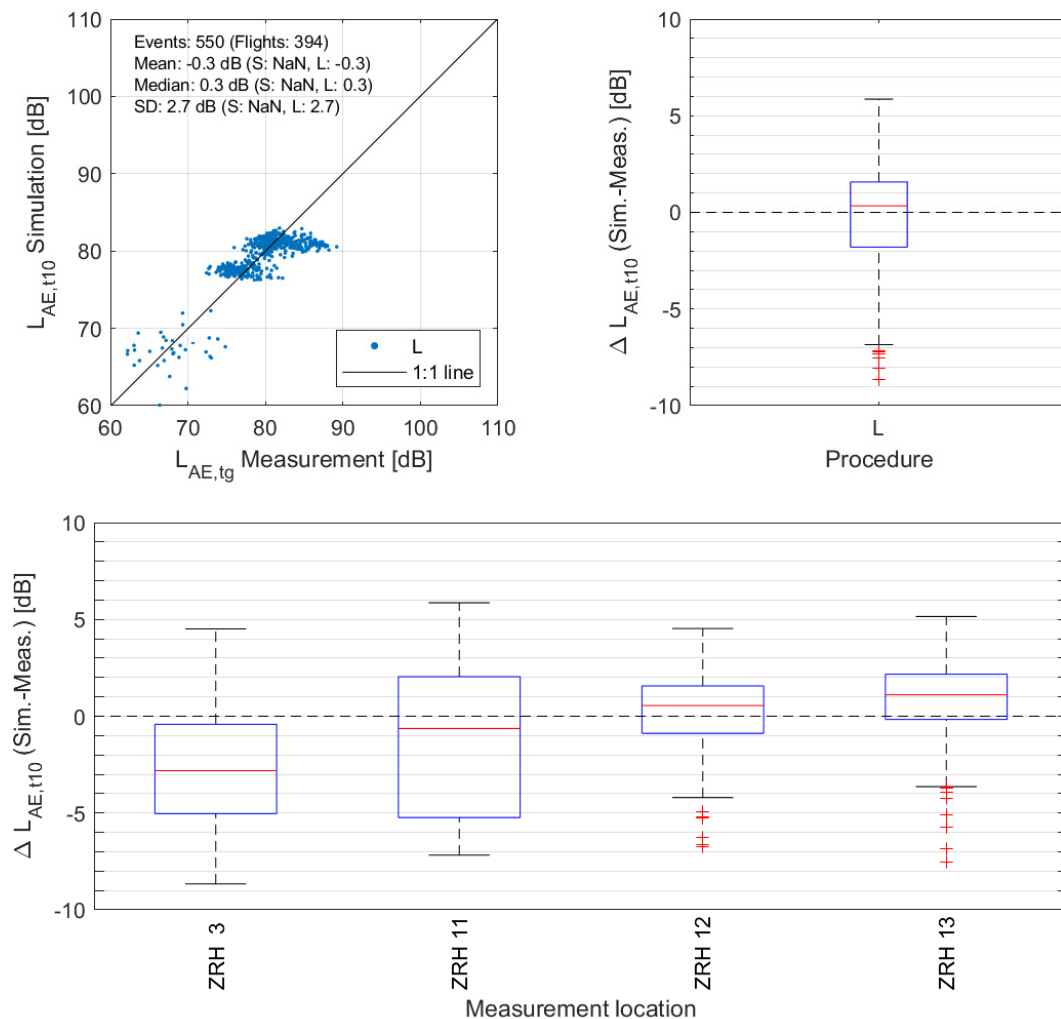 110
100
90
80
70
60
L_AE,t10 Simulation [dB]
Events: 550 (Flights: 394)
Mean: -0.3 dB (S: NaN, L: -0.3)
Median: 0.3 dB (S: NaN, L: 0.3)
SD: 2.7 dB (S: NaN, L: 2.7)
L
1:1 line
60 70 80 90 100 110
L_AE,tg Measurement [dB]
10
5
0
-5
-10
Δ L_AE,t10 (Sim.-Meas.) [dB]
L
Procedure
10
5
0
-5
-10
Δ L_AE,t10 (Sim.-Meas.) [dB]
ZRH 3
ZRH 11
ZRH 12
ZRH 13
Measurement location